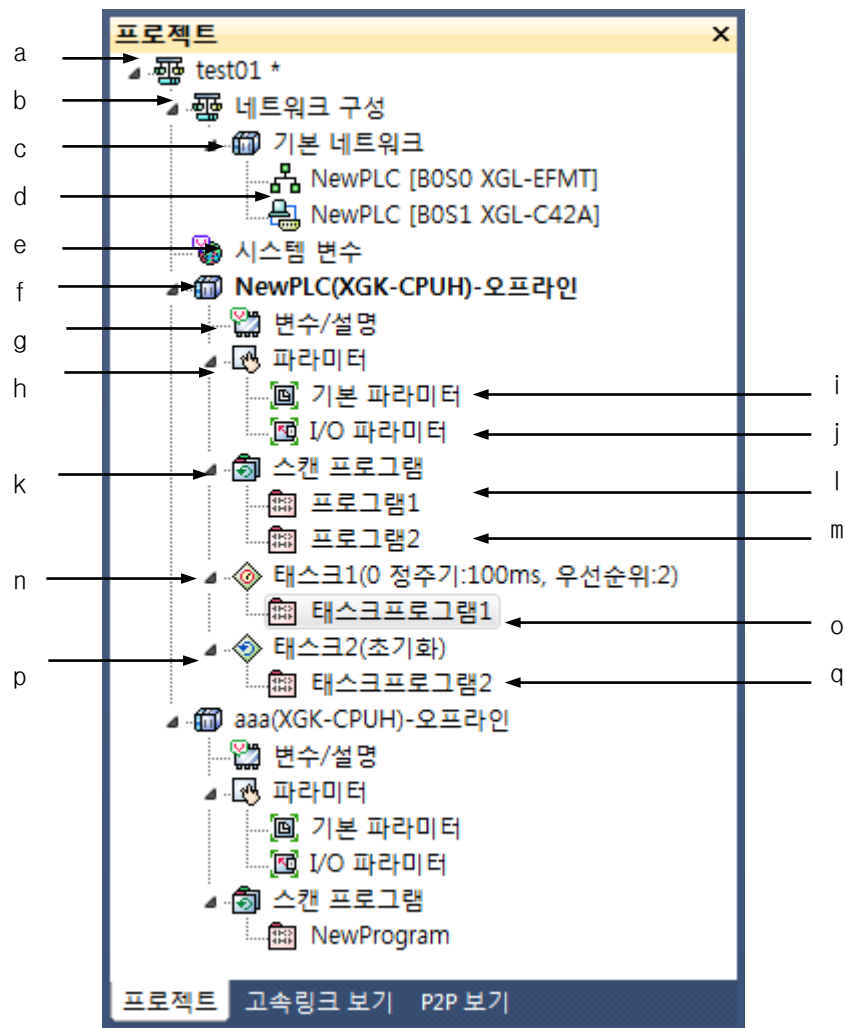 프로젝트 ×
a test01 *
b 네트워크 구성
c 기본 네트워크
NewPLC [B0S0 XGL-EFMT]
d
NewPLC [B0S1 XGL-C42A]
e 시스템 변수
f NewPLC(XGK-CPUH)-오프라인
g 변수/설명
h 파라미터
기본 파라미터 i
I/O 파라미터 j
k 스캔 프로그램
프로그램1 l
프로그램2 m
n 태스크1(0 정주기:100ms, 우선순위:2)
태스크프로그램1 o
p 태스크2(초기화)
태스크프로그램2 q
aaa(XGK-CPUH)-오프라인
변수/설명
파라미터
기본 파라미터
I/O 파라미터
스캔 프로그램
NewProgram
프로젝트 고속링크 보기 P2P 보기